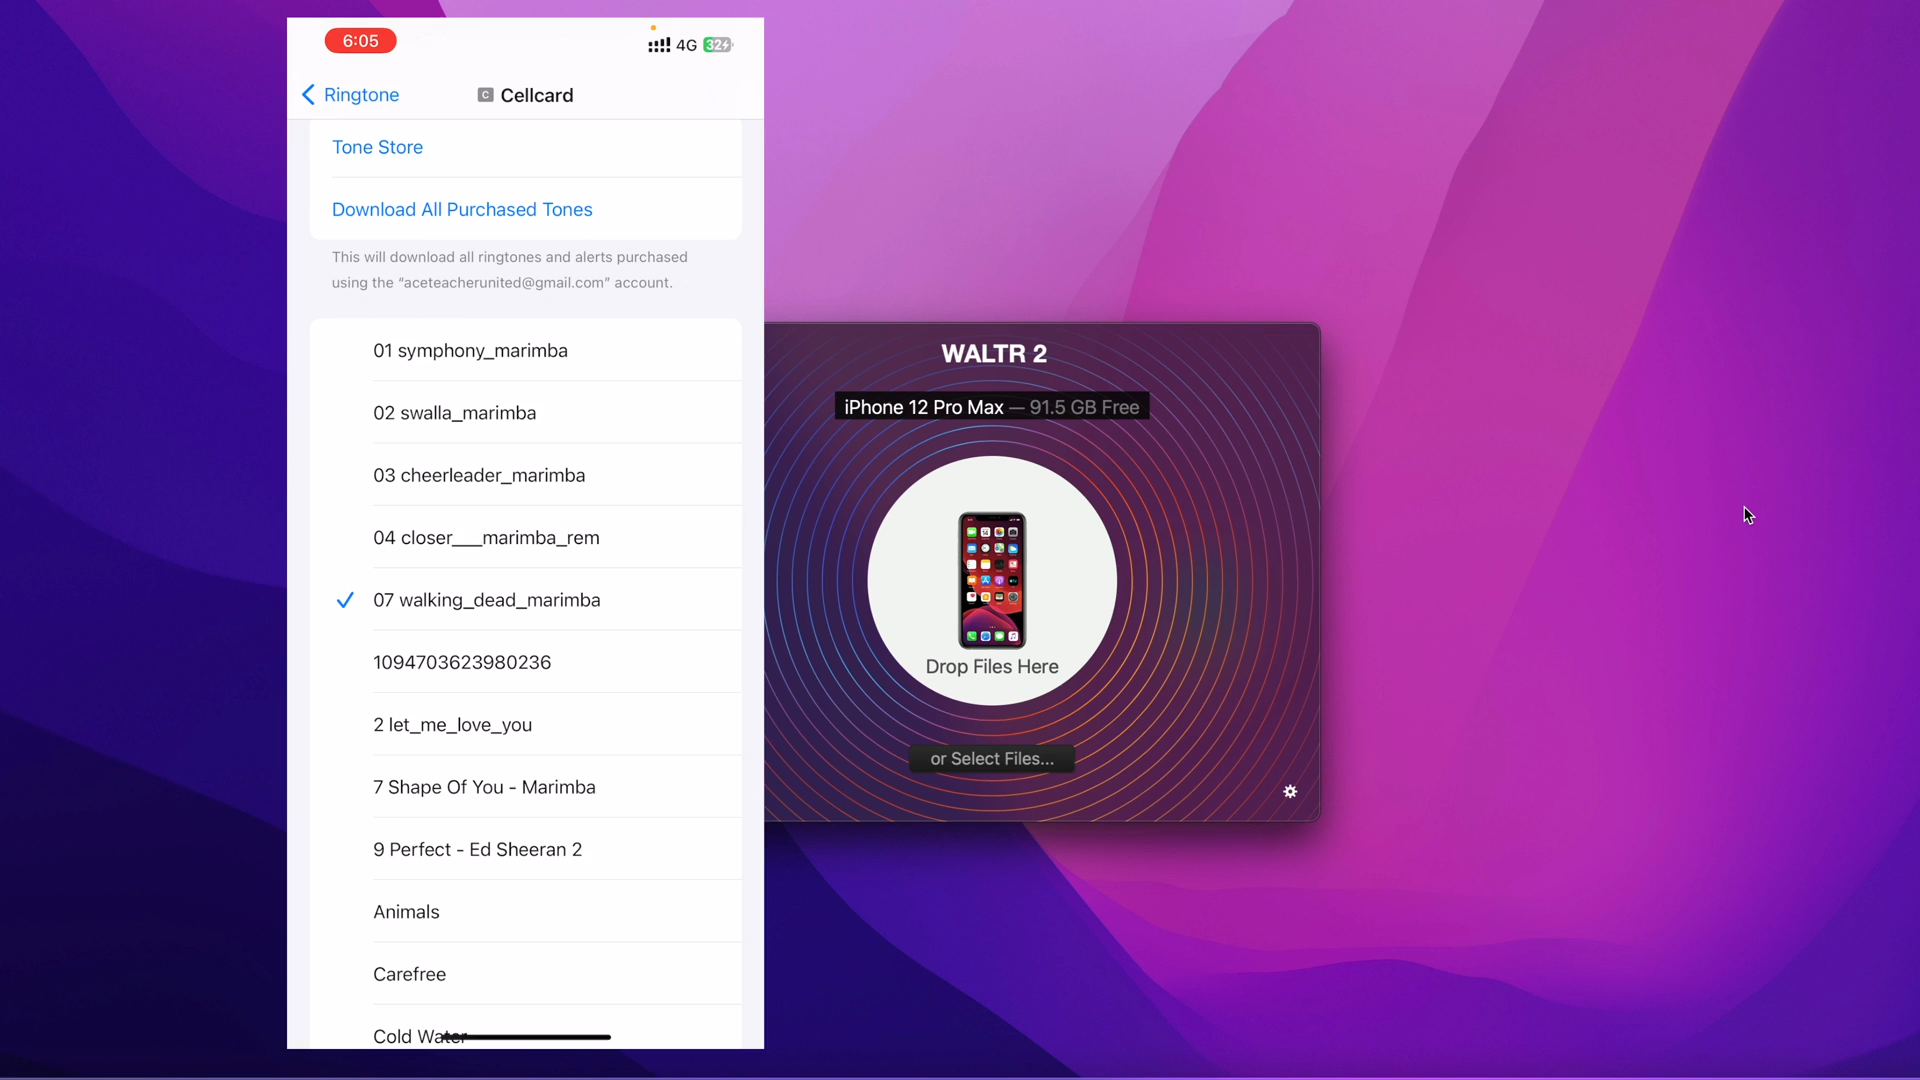 6:05
4G 32
Ringtone
C Cellcard
Tone Store
Download All Purchased Tones
This will download all ringtones and alerts purchased
using the “aceteacherunited@gmail.com” account.
01 symphony_marimba
02 swalla_marimba
03 cheerleader_marimba
04 closer___marimba_rem
07 walking_dead_marimba
1094703623980236
2 let_me_love_you
7 Shape Of You - Marimba
9 Perfect - Ed Sheeran 2
Animals
Carefree
Cold Water
WALTR 2
iPhone 12 Pro Max — 91.5 GB Free
Drop Files Here
or Select Files...